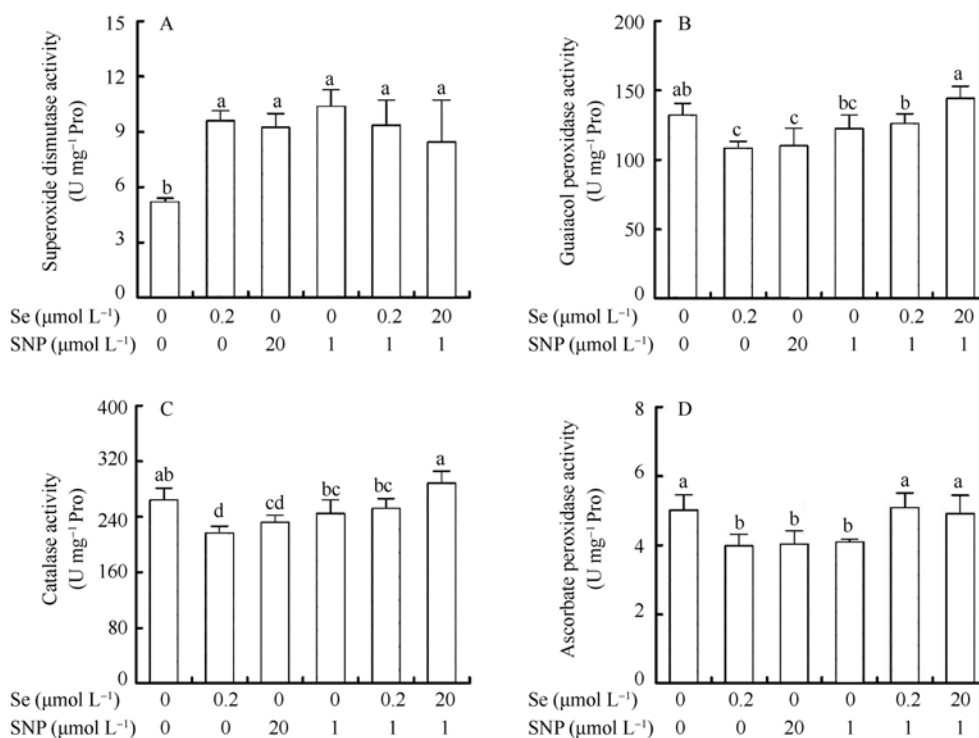 A
Superoxide dismutase activity
(U mg⁻¹ Pro)
15
12
9
6
3
0
b a a a a a
Se (μmol L⁻¹) 0 0.2 0 0 0.2 20
SNP (μmol L⁻¹) 0 0 20 1 1 1
B
Guaiacol peroxidase activity
(U mg⁻¹ Pro)
200
150
100
50
0
ab c c bc b a
Se (μmol L⁻¹) 0 0.2 0 0 0.2 20
SNP (μmol L⁻¹) 0 0 20 1 1 1
C
Catalase activity
(U mg⁻¹ Pro)
400
320
240
160
80
0
ab d cd bc bc a
Se (μmol L⁻¹) 0 0.2 0 0 0.2 20
SNP (μmol L⁻¹) 0 0 20 1 1 1
D
Ascorbate peroxidase activity
(U mg⁻¹ Pro)
8
6
4
2
0
a b b b a a
Se (μmol L⁻¹) 0 0.2 0 0 0.2 20
SNP (μmol L⁻¹) 0 0 20 1 1 1